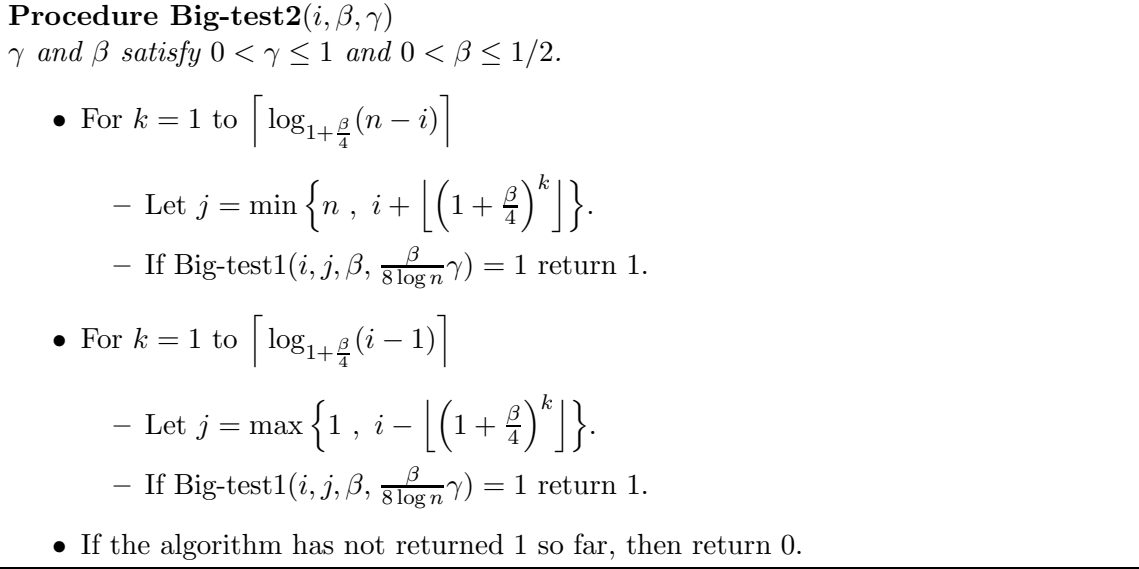 Procedure Big-test2(i, β, γ)
γ and β satisfy 0 < γ ≤ 1 and 0 < β ≤ 1/2.
• For k = 1 to ⌈log_{1+β/4}(n − i)⌉
– Let j = min {n , i + ⌊(1 + β/4)^k⌋}.
– If Big-test1(i, j, β, β/(8 log n) γ) = 1 return 1.
• For k = 1 to ⌈log_{1+β/4}(i − 1)⌉
– Let j = max {1 , i − ⌊(1 + β/4)^k⌋}.
– If Big-test1(i, j, β, β/(8 log n) γ) = 1 return 1.
• If the algorithm has not returned 1 so far, then return 0.